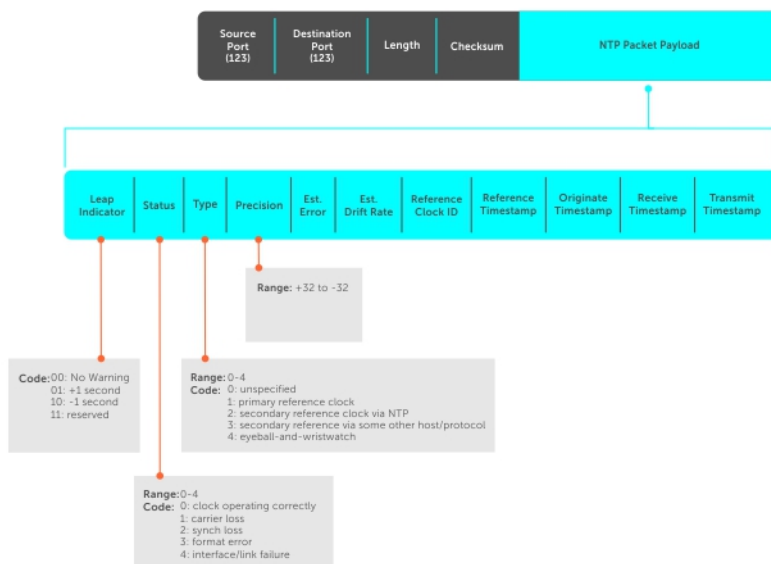 Source Port (123)
Destination Port (123)
Length
Checksum
NTP Packet Payload
Leap Indicator
Status
Type
Precision
Est. Error
Est. Drift Rate
Reference Clock ID
Reference Timestamp
Originate Timestamp
Receive Timestamp
Transmit Timestamp
Range: +32 to -32
Code: 00: No Warning
01: +1 second
10: -1 second
11: reserved
Range: 0-4
Code: 0: unspecified
1: primary reference clock
2: secondary reference clock via NTP
3: secondary reference via some other host/protocol
4: eyeball-and-wristwatch
Range: 0-4
Code: 0: clock operating correctly
1: carrier loss
2: synch loss
3: format error
4: interface/link failure